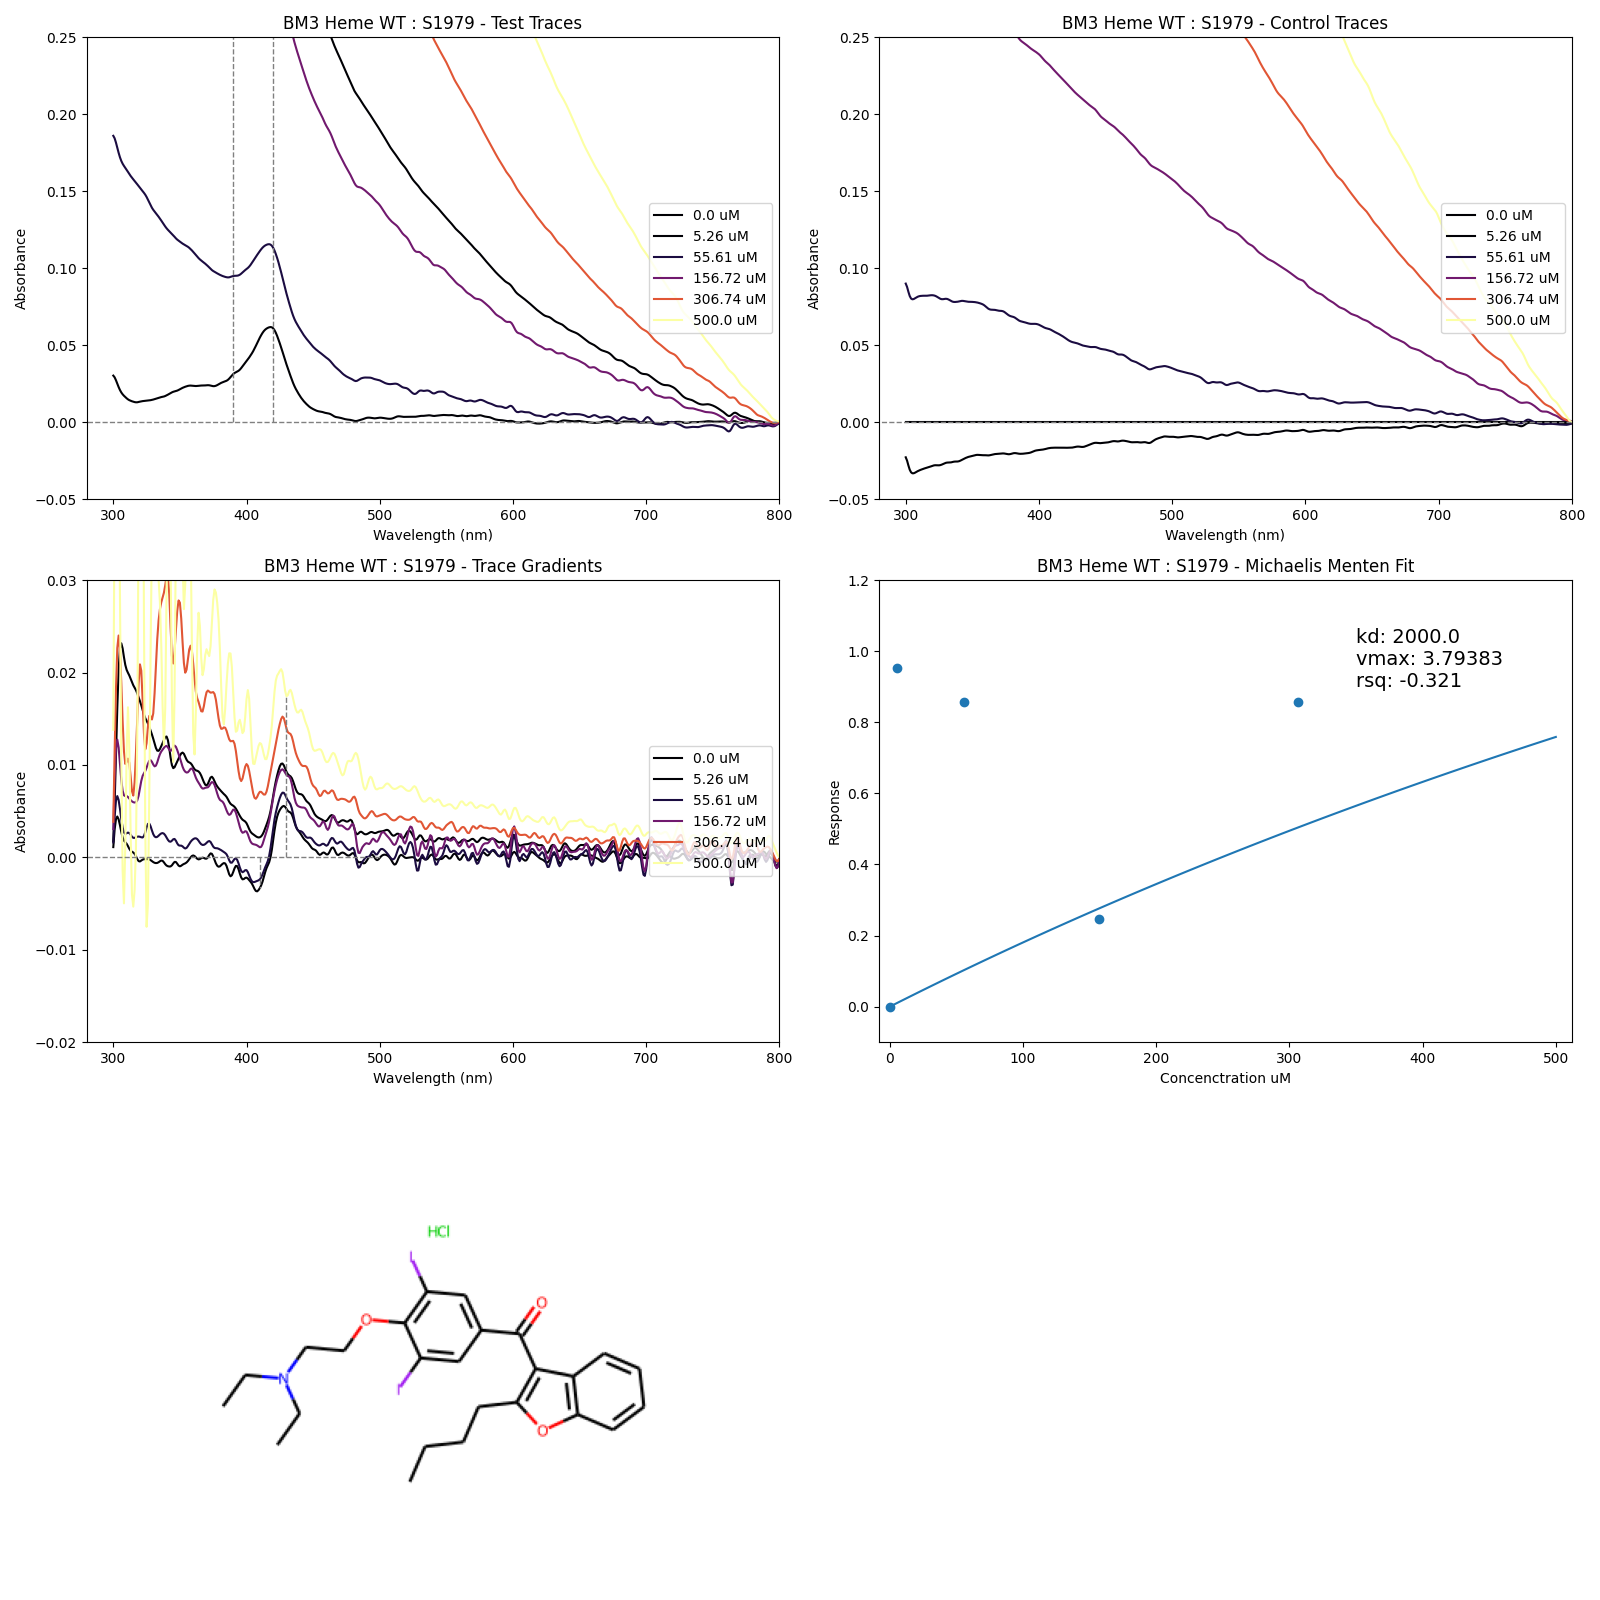 BM3 Heme WT : S1979 - Test Traces
0.25
0.20
0.15
0.10
0.05
0.00
−0.05
Absorbance
300
400
500
600
700
800
Wavelength (nm)
0.0 uM
5.26 uM
55.61 uM
156.72 uM
306.74 uM
500.0 uM
BM3 Heme WT : S1979 - Control Traces
0.25
0.20
0.15
0.10
0.05
0.00
−0.05
Absorbance
300
400
500
600
700
800
Wavelength (nm)
0.0 uM
5.26 uM
55.61 uM
156.72 uM
306.74 uM
500.0 uM
BM3 Heme WT : S1979 - Trace Gradients
0.03
0.02
0.01
0.00
−0.01
−0.02
Absorbance
300
400
500
600
700
800
Wavelength (nm)
0.0 uM
5.26 uM
55.61 uM
156.72 uM
306.74 uM
500.0 uM
BM3 Heme WT : S1979 - Michaelis Menten Fit
1.2
1.0
0.8
0.6
0.4
0.2
0.0
Response
0
100
200
300
400
500
Concenctration uM
kd: 2000.0
vmax: 3.79383
rsq: -0.321
HCl
I
O
O
N
I
O